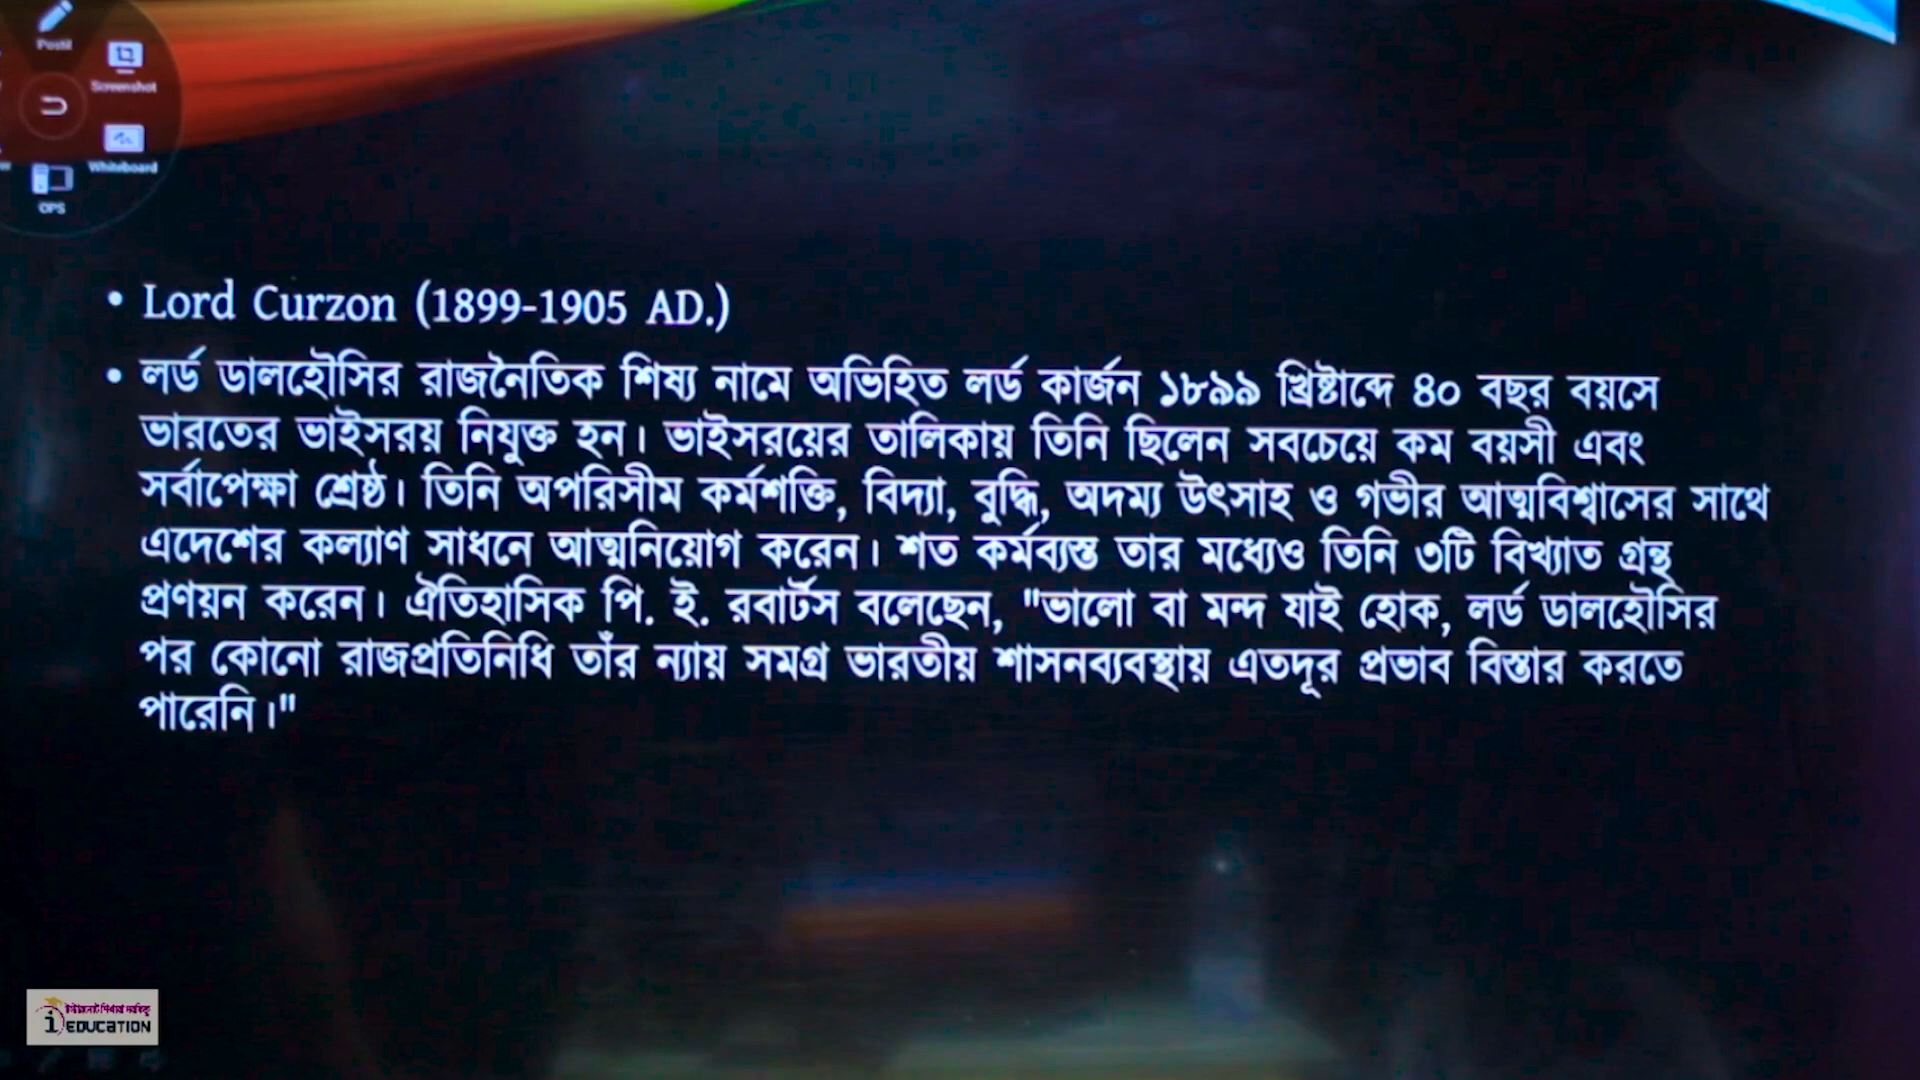 Postil
Screenshot
Whiteboard
OPS
• Lord Curzon (1899-1905 AD.)
• লর্ড ডালহৌসির রাজনৈতিক শিষ্য নামে অভিহিত লর্ড কার্জন ১৮৯৯ খ্রিষ্টাব্দে ৪০ বছর বয়সে
ভারতের ভাইসরয় নিযুক্ত হন। ভাইসরয়ের তালিকায় তিনি ছিলেন সবচেয়ে কম বয়সী এবং
সর্বাপেক্ষা শ্রেষ্ঠ। তিনি অপরিসীম কর্মশক্তি, বিদ্যা, বুদ্ধি, অদম্য উৎসাহ ও গভীর আত্মবিশ্বাসের সাথে
এদেশের কল্যাণ সাধনে আত্মনিয়োগ করেন। শত কর্মব্যস্ত তার মধ্যেও তিনি ৩টি বিখ্যাত গ্রন্থ
প্রণয়ন করেন। ঐতিহাসিক পি. ই. রবার্টস বলেছেন, "ভালো বা মন্দ যাই হোক, লর্ড ডালহৌসির
পর কোনো রাজপ্রতিনিধি তাঁর ন্যায় সমগ্র ভারতীয় শাসনব্যবস্থায় এতদূর প্রভাব বিস্তার করতে
পারেনি।"
i EDUCATION